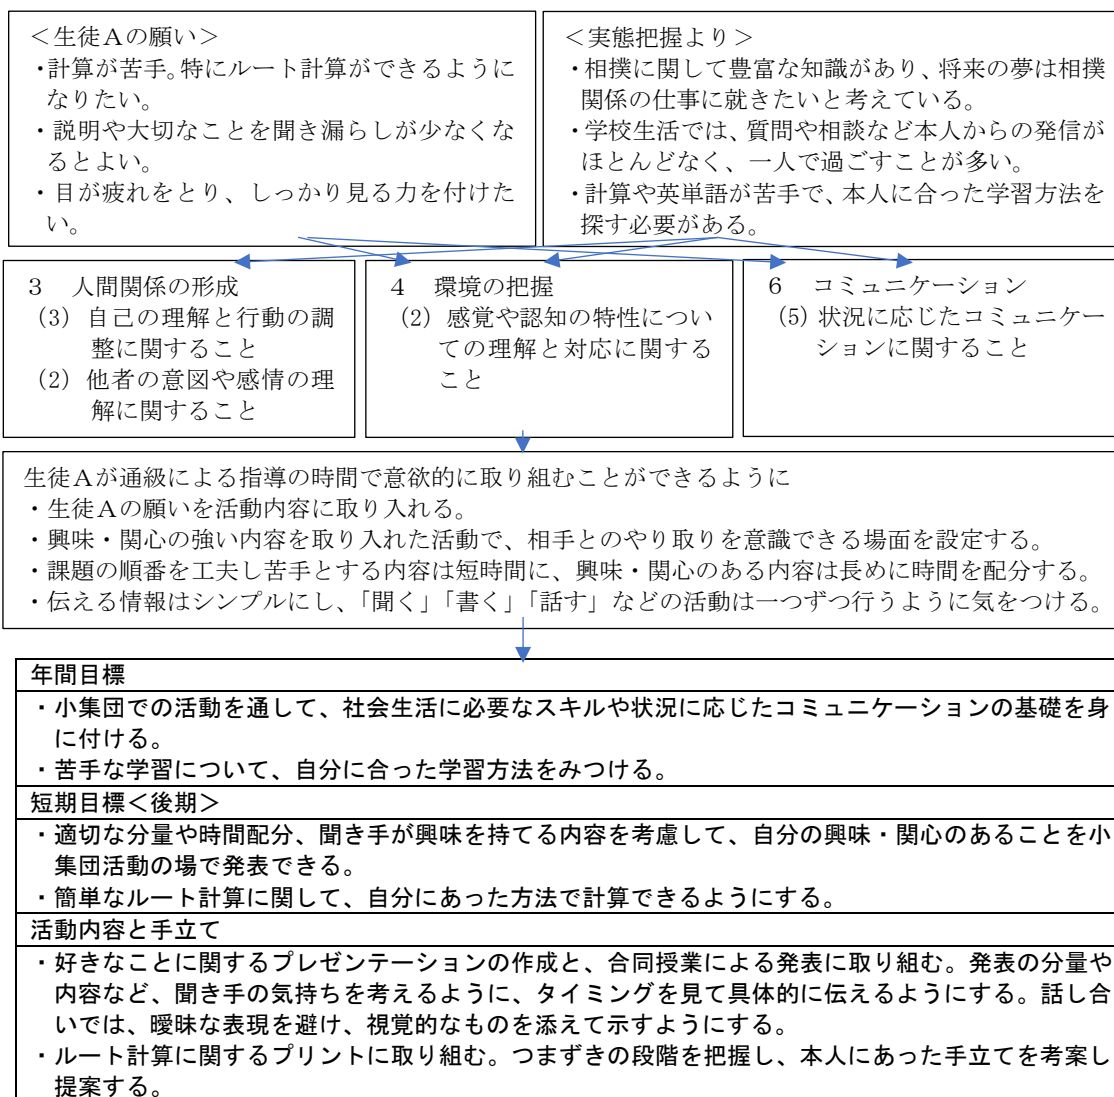 ＜生徒Ａの願い＞
・計算が苦手。特にルート計算ができるように
なりたい。
・説明や大切なことを聞き漏らしが少なくな
るとよい。
・目が疲れをとり、しっかり見る力を付けた
い。
＜実態把握より＞
・相撲に関して豊富な知識があり、将来の夢は相撲
関係の仕事に就きたいと考えている。
・学校生活では、質問や相談など本人からの発信が
ほとんどなく、一人で過ごすことが多い。
・計算や英単語が苦手で、本人に合った学習方法を
探す必要がある。
３　人間関係の形成
（3）自己の理解と行動の調
整に関すること
（2）他者の意図や感情の理
解に関すること
４　環境の把握
（2）感覚や認知の特性につい
ての理解と対応に関する
こと
６　コミュニケーション
（5）状況に応じたコミュニケー
ションに関すること
生徒Ａが通級による指導の時間で意欲的に取り組むことができるように
・生徒Ａの願いを活動内容に取り入れる。
・興味・関心の強い内容を取り入れた活動で、相手とのやり取りを意識できる場面を設定する。
・課題の順番を工夫し苦手とする内容は短時間に、興味・関心のある内容は長めに時間を配分する。
・伝える情報はシンプルにし、「聞く」「書く」「話す」などの活動は一つずつ行うように気をつける。
年間目標
・小集団での活動を通して、社会生活に必要なスキルや状況に応じたコミュニケーションの基礎を身
に付ける。
・苦手な学習について、自分に合った学習方法をみつける。
短期目標＜後期＞
・適切な分量や時間配分、聞き手が興味を持てる内容を考慮して、自分の興味・関心のあることを小
集団活動の場で発表できる。
・簡単なルート計算に関して、自分にあった方法で計算できるようにする。
活動内容と手立て
・好きなことに関するプレゼンテーションの作成と、合同授業による発表に取り組む。発表の分量や
内容など、聞き手の気持ちを考えるように、タイミングを見て具体的に伝えるようにする。話し合
いでは、曖昧な表現を避け、視覚的なものを添えて示すようにする。
・ルート計算に関するプリントに取り組む。つまずきの段階を把握し、本人にあった手立てを考案し
提案する。